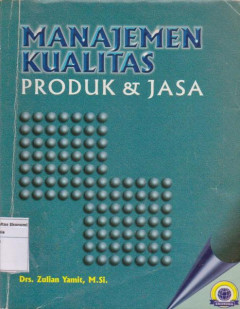 MANAJEMEN
KUALITAS
PRODUK & JASA
Drs. Zulian Yamit, M.Si.